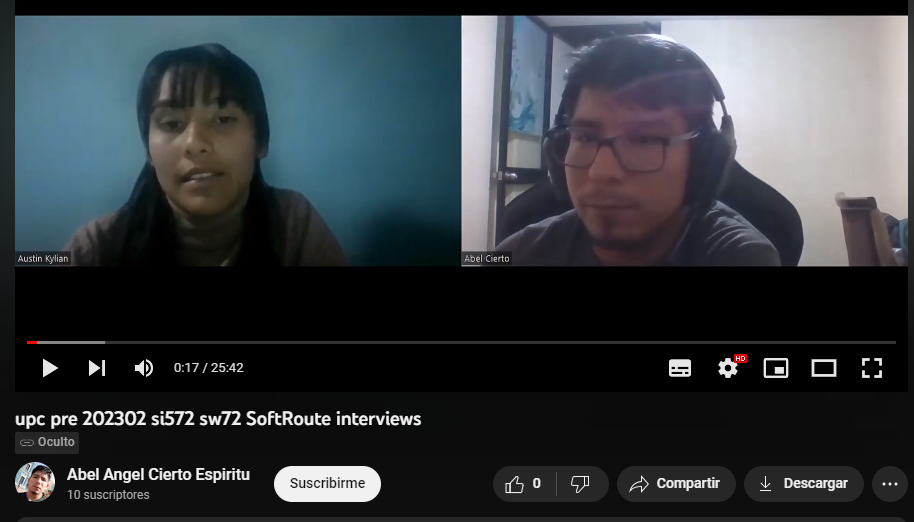 Austin Kylian
Abel Cierto
0:17 / 25:42
HD
upc pre 202302 si572 sw72 SoftRoute interviews
Oculto
Abel Angel Cierto Espiritu
10 suscriptores
Suscribirme
0
Compartir
Descargar